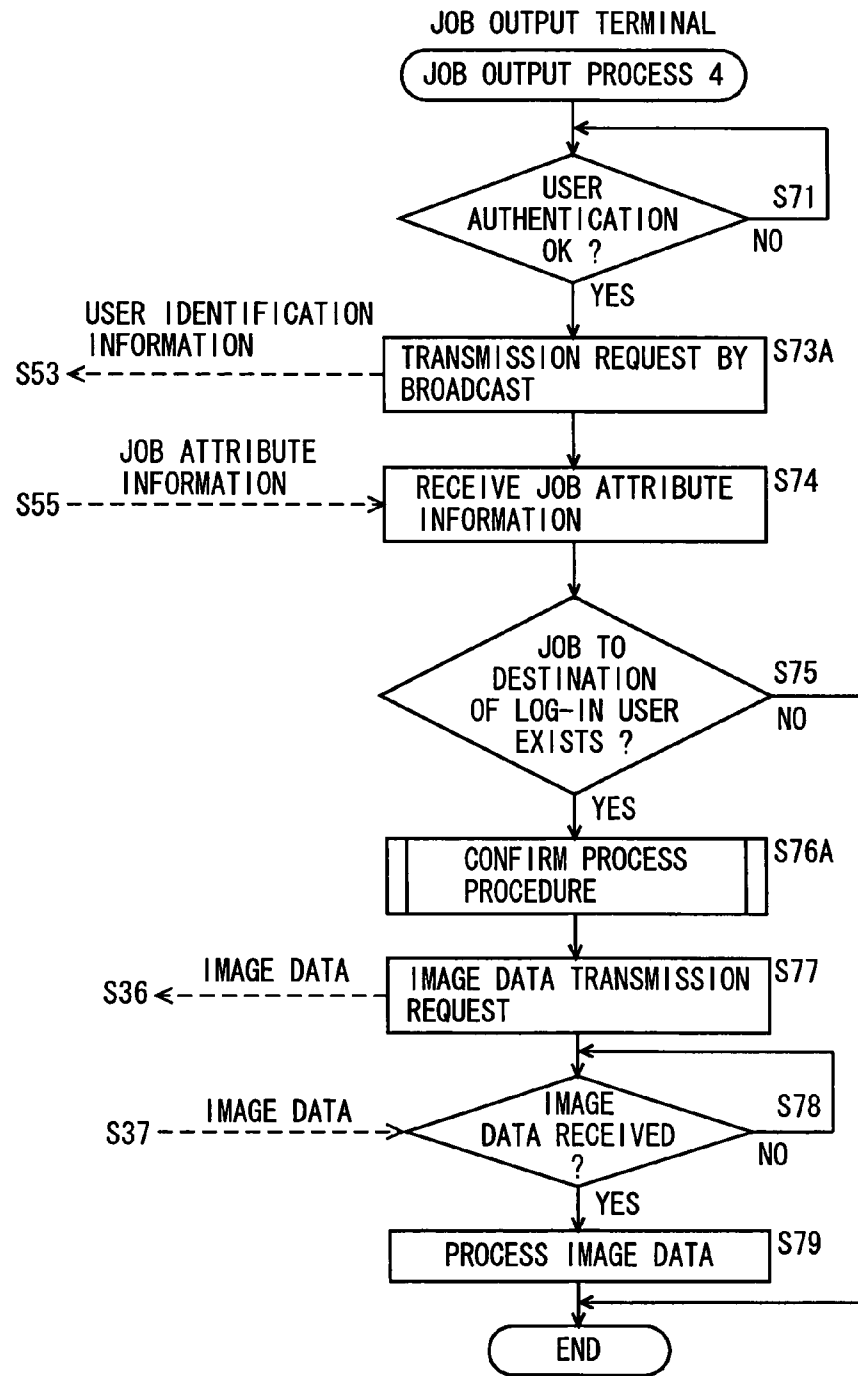 JOB OUTPUT TERMINAL
JOB OUTPUT PROCESS 4
USER
AUTHENTICATION
OK ?
S71
NO
YES
USER IDENTIFICATION
INFORMATION
S53
TRANSMISSION REQUEST BY
BROADCAST
S73A
JOB ATTRIBUTE
INFORMATION
S55
RECEIVE JOB ATTRIBUTE
INFORMATION
S74
JOB TO
DESTINATION
OF LOG-IN USER
EXISTS ?
S75
NO
YES
CONFIRM PROCESS
PROCEDURE
S76A
IMAGE DATA
S36
IMAGE DATA TRANSMISSION
REQUEST
S77
IMAGE DATA
S37
IMAGE
DATA RECEIVED
?
S78
NO
YES
PROCESS IMAGE DATA
S79
END